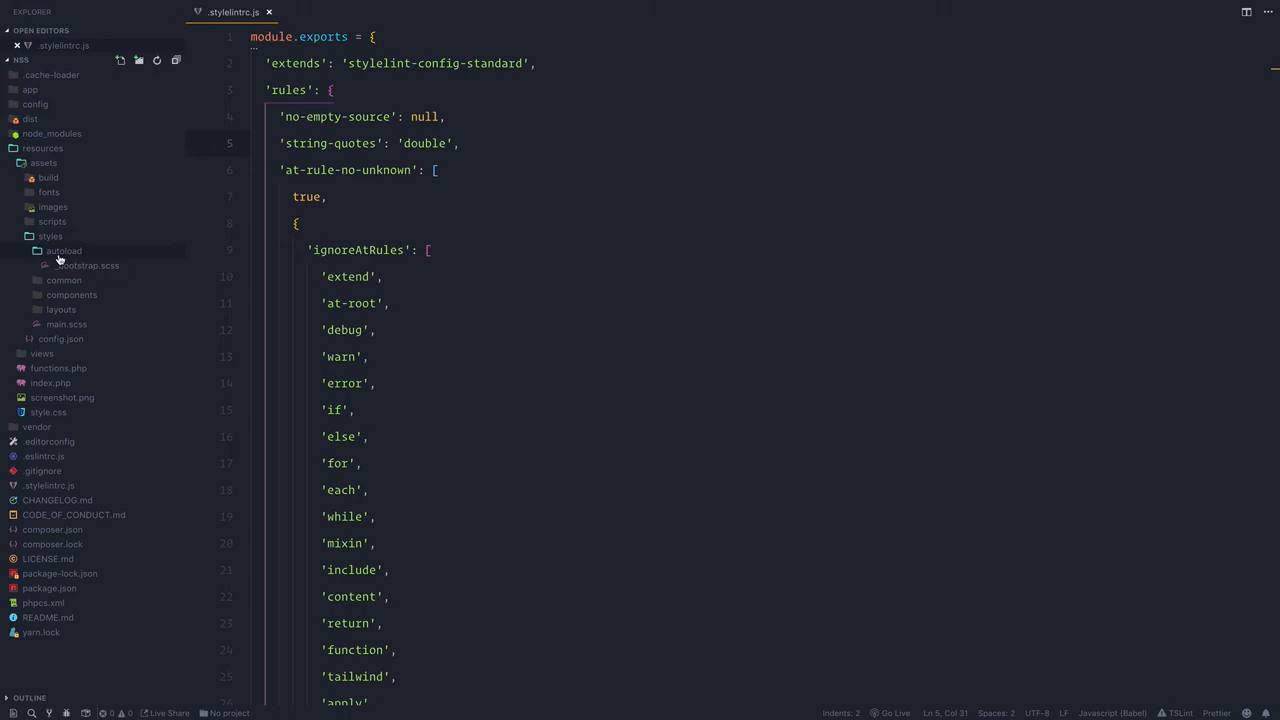 EXPLORER
OPEN EDITORS
.stylelintrc.js
NSS
.cache-loader
app
config
dist
node_modules
resources
assets
build
fonts
images
scripts
styles
autoload
_bootstrap.scss
common
components
layouts
main.scss
config.json
views
functions.php
index.php
screenshot.png
style.css
vendor
.editorconfig
.eslintrc.js
.gitignore
.stylelintrc.js
CHANGELOG.md
CODE_OF_CONDUCT.md
composer.json
composer.lock
LICENSE.md
package-lock.json
package.json
phpcs.xml
README.md
yarn.lock
OUTLINE
.stylelintrc.js
1 module.exports = {
2 'extends': 'stylelint-config-standard',
3 'rules': {
4 'no-empty-source': null,
5 'string-quotes': 'double',
6 'at-rule-no-unknown': [
7 true,
8 {
9 'ignoreAtRules': [
10 'extend',
11 'at-root',
12 'debug',
13 'warn',
14 'error',
15 'if',
16 'else',
17 'for',
18 'each',
19 'while',
20 'mixin',
21 'include',
22 'content',
23 'return',
24 'function',
25 'tailwind',
26 'apply',
0 0 Live Share No project Indents: 2 Go Live Ln 5, Col 31 Spaces: 2 UTF-8 LF Javascript (Babel) TSLint Prettier